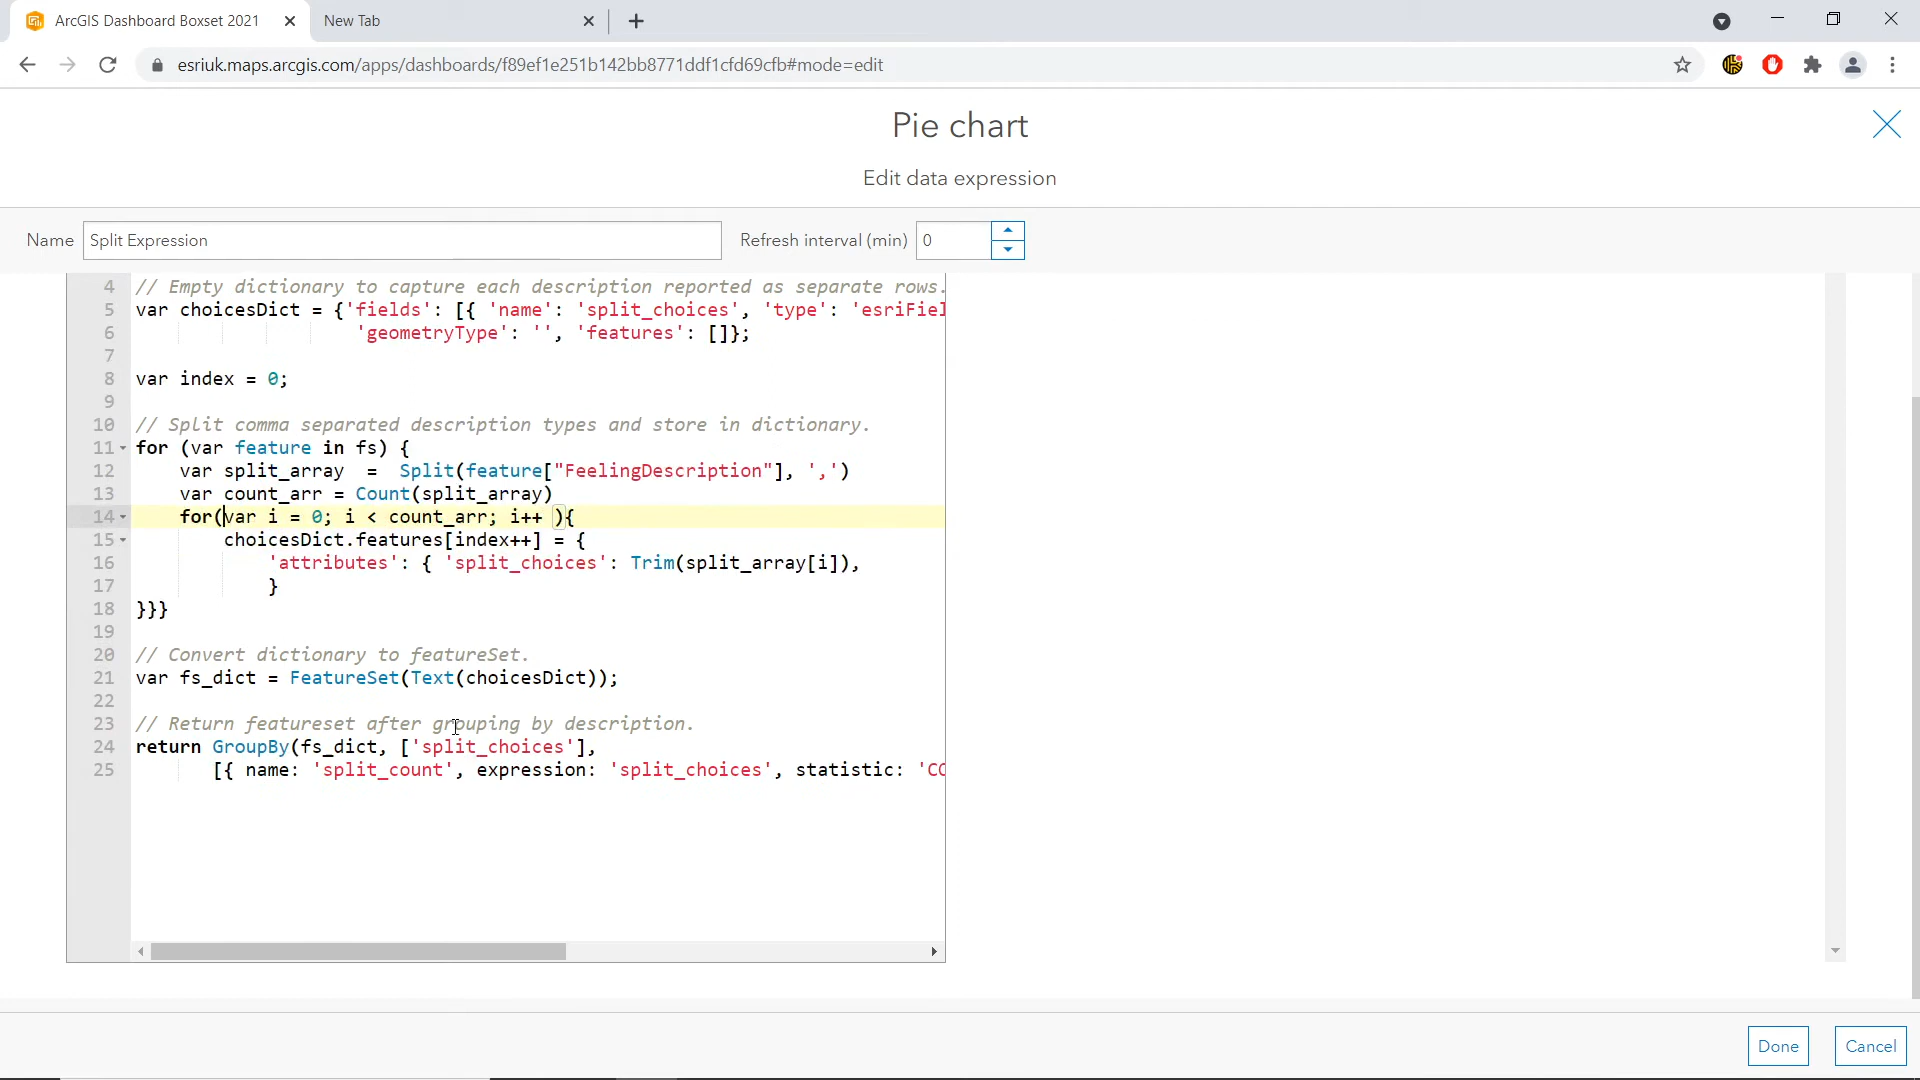 ArcGIS Dashboard Boxset 2021
New Tab
esriuk.maps.arcgis.com/apps/dashboards/f89ef1e251b142bb8771ddf1cfd69cfb#mode=edit
Pie chart
Edit data expression
Name Split Expression Refresh interval (min) 0
4 // Empty dictionary to capture each description reported as separate rows.
5 var choicesDict = {'fields': [{ 'name': 'split_choices', 'type': 'esriFiel
6 'geometryType': '', 'features': []};
7
8 var index = 0;
9
10 // Split comma separated description types and store in dictionary.
11 for (var feature in fs) {
12 var split_array  =  Split(feature["FeelingDescription"], ',')
13 var count_arr = Count(split_array)
14 for(var i = 0; i < count_arr; i++ ){
15 choicesDict.features[index++] = {
16 'attributes': { 'split_choices': Trim(split_array[i]),
17 }
18 }}}
19
20 // Convert dictionary to featureSet.
21 var fs_dict = FeatureSet(Text(choicesDict));
22
23 // Return featureset after grouping by description.
24 return GroupBy(fs_dict, ['split_choices'],
25 [{ name: 'split_count', expression: 'split_choices', statistic: 'CO
Done
Cancel